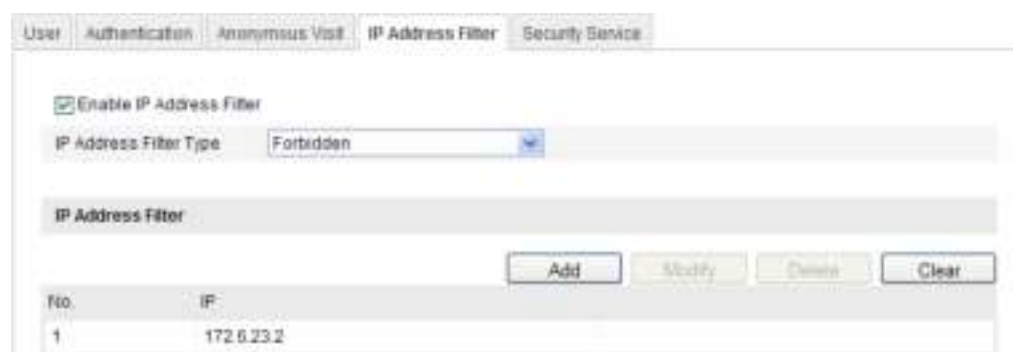 User Authentication Anonymous Visit IP Address Filter Security Service
Enable IP Address Filter
IP Address Filter Type Forbidden
IP Address Filter
Add Modify Delete Clear
No. IP
1 172.6.23.2